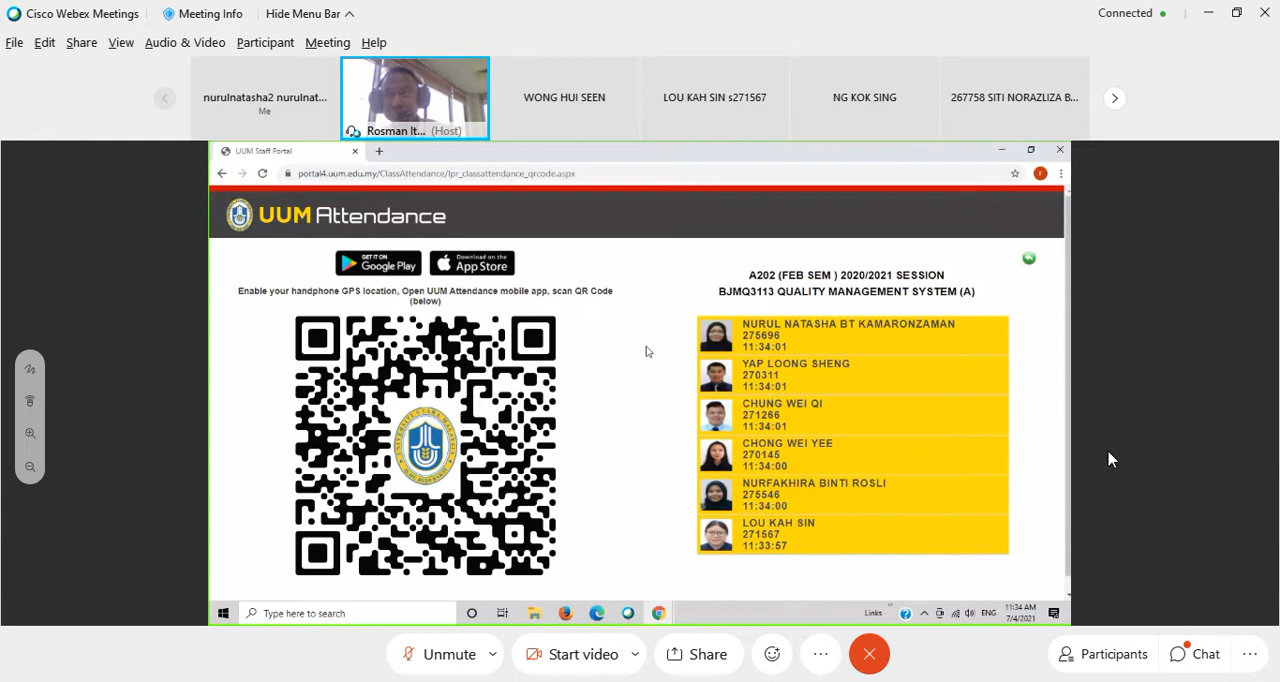 Cisco Webex Meetings
Meeting Info
Hide Menu Bar
Connected
File Edit Share View Audio & Video Participant Meeting Help
nurulnatasha2 nurulnat...
Me
Rosman It... (Host)
WONG HUI SEEN
LOU KAH SIN s271567
NG KOK SING
267758 SITI NORAZLIZA B...
UUM Staff Portal
portal4.uum.edu.my/ClassAttendance/lpr_classattendance_qrcode.aspx
r
UUM Attendance
GET IT ON
Google Play
Download on the
App Store
Enable your handphone GPS location, Open UUM Attendance mobile app, scan QR Code
(below)
UNIVERSITI UTARA MALAYSIA
ILMU BUDI BAKTI
A202 (FEB SEM ) 2020/2021 SESSION
BJMQ3113 QUALITY MANAGEMENT SYSTEM (A)
NURUL NATASHA BT KAMARONZAMAN
275696
11:34:01
YAP LOONG SHENG
270311
11:34:01
CHUNG WEI QI
271266
11:34:01
CHONG WEI YEE
270145
11:34:00
NURFAKHIRA BINTI ROSLI
275546
11:34:00
LOU KAH SIN
271567
11:33:57
Type here to search
Links
ENG
11:34 AM
7/4/2021
Unmute
Start video
Share
Participants
Chat